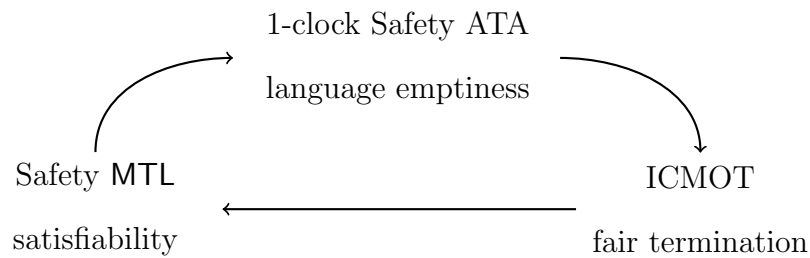 1-clock Safety ATA
language emptiness
Safety MTL
satisfiability
ICMOT
fair termination